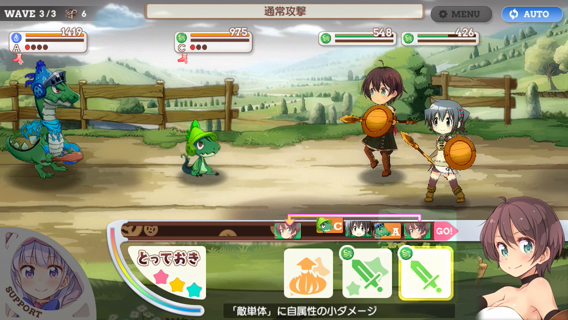 WAVE 3/3 6
通常攻撃
MENU
AUTO
1419
A
975
C
548
426
C
A
GO!
とっておき
SUPPORT
「敵単体」に自属性の小ダメージ